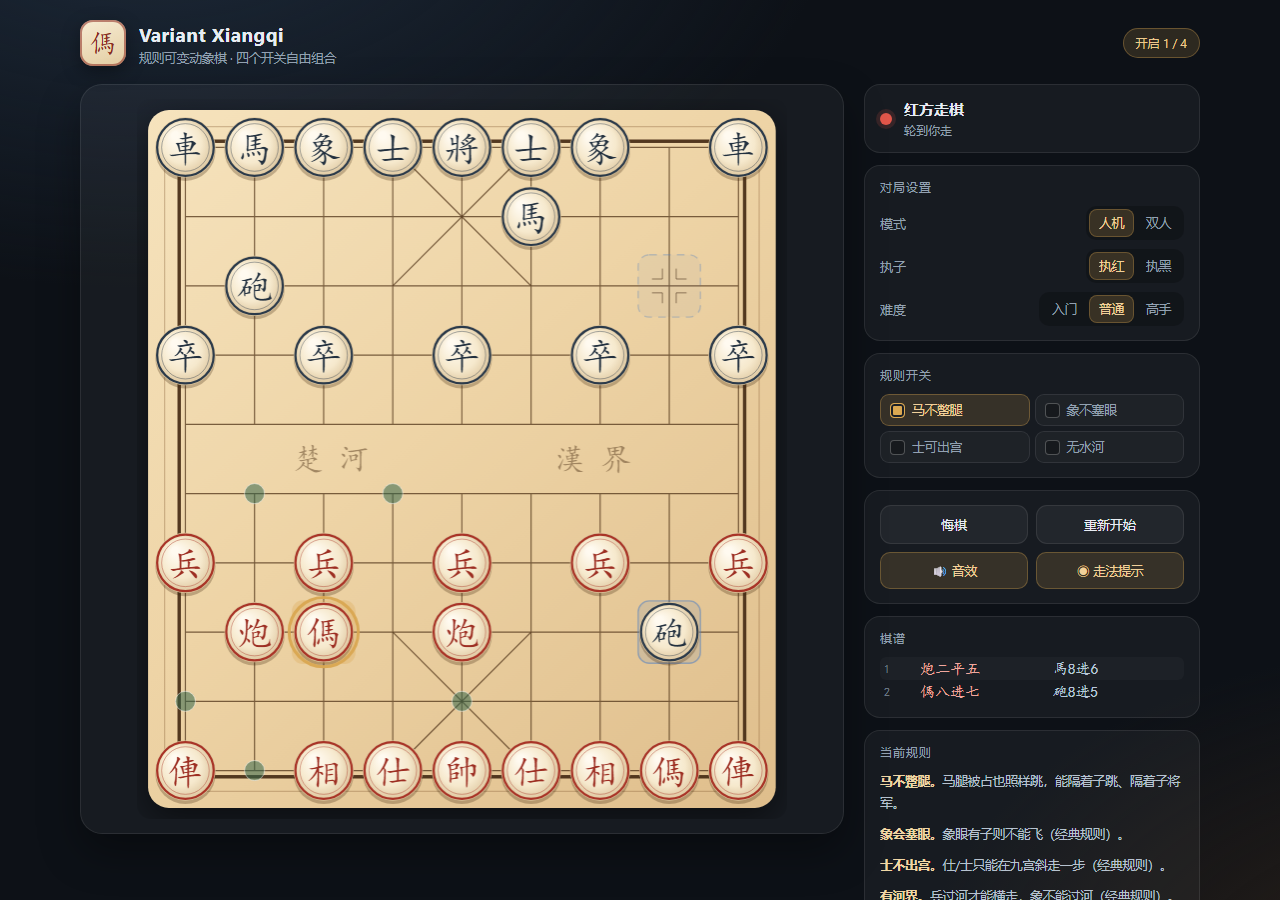 傌
Variant Xiangqi
规则可变动象棋 · 四个开关自由组合
开启 1 / 4
車 馬 象 士 將 士 象 車
馬
砲
卒 卒 卒 卒 卒
楚河 漢界
兵 兵 兵 兵 兵
炮 傌 炮 砲
俥 相 仕 帥 仕 相 傌 俥
红方走棋
轮到你走
对局设置
模式 人机 双人
执子 执红 执黑
难度 入门 普通 高手
规则开关
马不蹩腿 象不塞眼
士可出宫 无水河
悔棋 重新开始
音效 走法提示
棋谱
1 炮二平五 馬8进6
2 傌八进七 砲8进5
当前规则
马不蹩腿。马腿被占也照样跳，能隔着子跳、隔着子将
军。
象会塞眼。象眼有子则不能飞（经典规则）。
士不出宫。仕/士只能在九宫斜走一步（经典规则）。
有河界。兵过河才能横走，象不能过河（经典规则）。